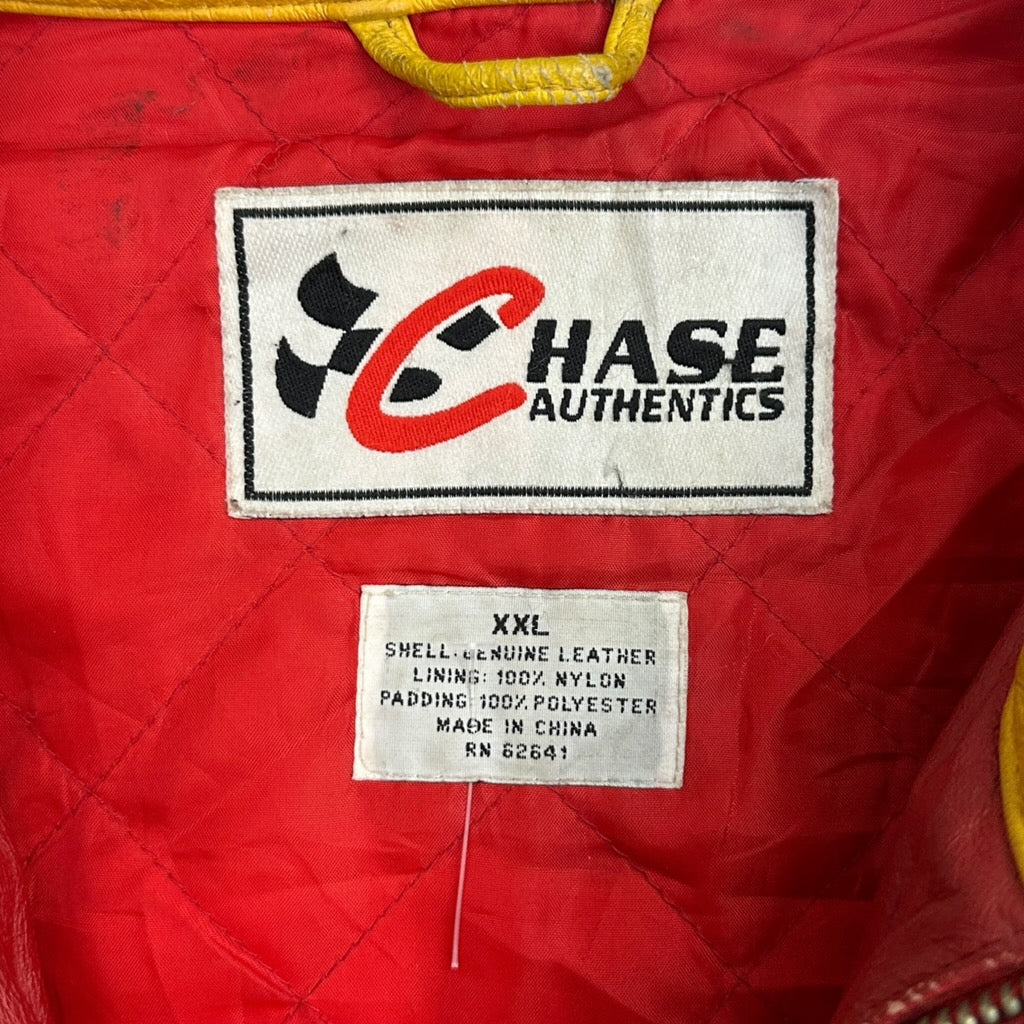 CHASE
AUTHENTICS
XXL
SHELL: GENUINE LEATHER
LINING: 100% NYLON
PADDING 100% POLYESTER
MADE IN CHINA
RN 62641